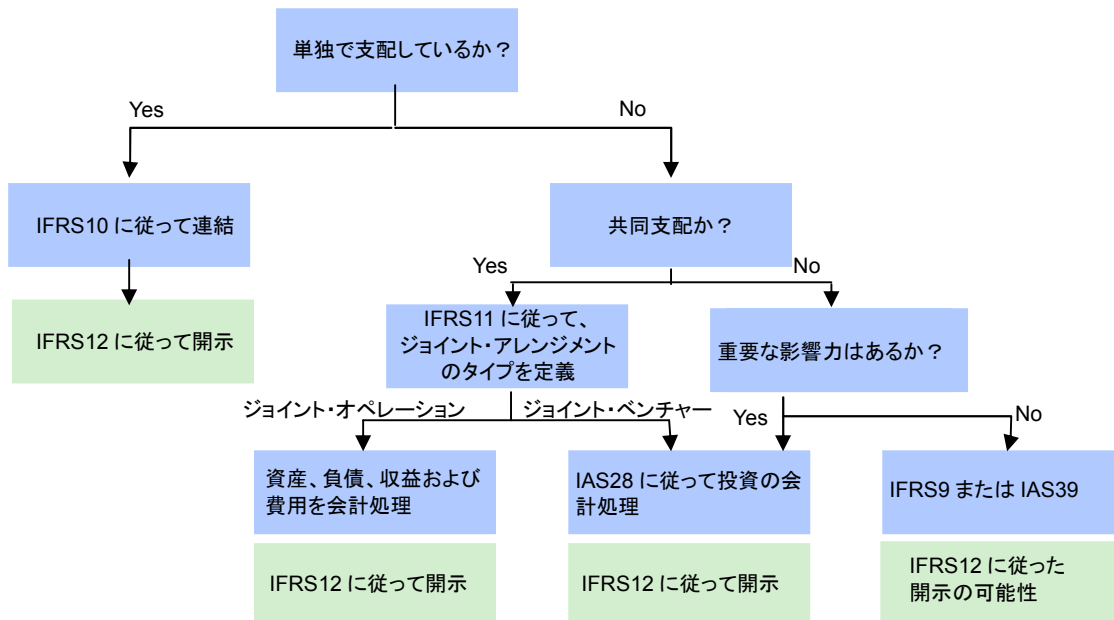 単独で支配しているか？
Yes
No
IFRS10 に従って連結
共同支配か？
Yes
No
IFRS12 に従って開示
IFRS11 に従って、
ジョイント・アレンジメント
のタイプを定義
重要な影響力はあるか？
ジョイント・オペレーション
ジョイント・ベンチャー
Yes
No
資産、負債、収益および
費用を会計処理
IAS28 に従って投資の会
計処理
IFRS9 または IAS39
IFRS12 に従って開示
IFRS12 に従って開示
IFRS12 に従った
開示の可能性